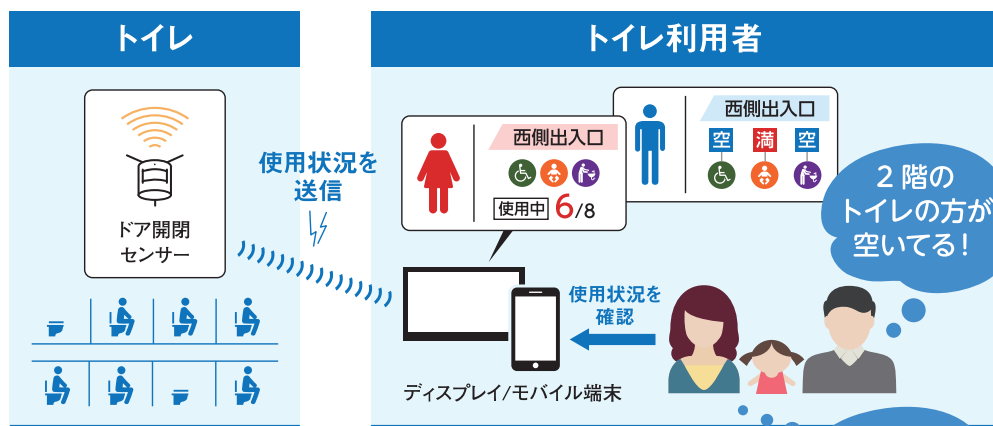 トイレ
ドア開閉
センサー
使用状況を
送信
トイレ利用者
西側出入口
使用中 6/8
西側出入口
空 満 空
2階の
トイレの方が
空いてる！
使用状況を
確認
ディスプレイ/モバイル端末